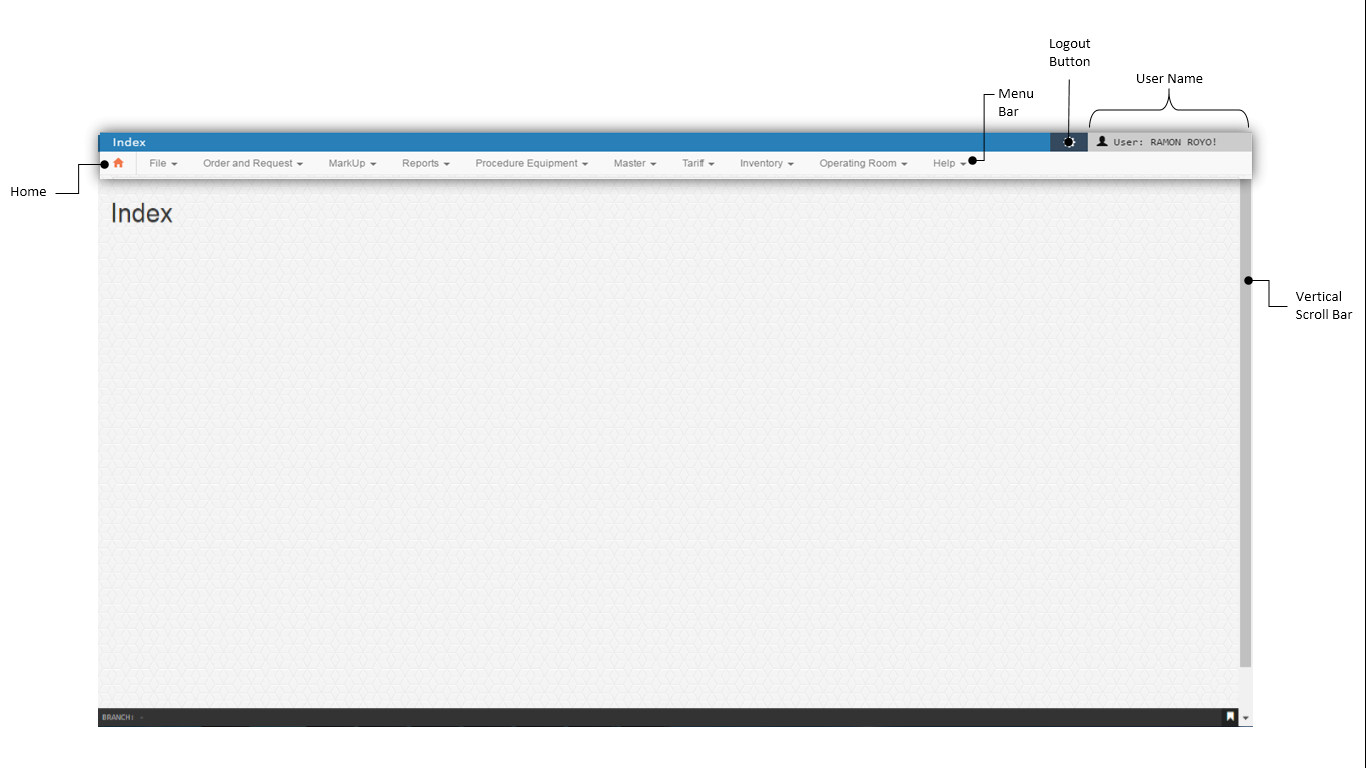 Logout
Button
User Name
Menu
Bar
Index
User: RAMON ROYO!
File
Order and Request
MarkUp
Reports
Procedure Equipment
Master
Tariff
Inventory
Operating Room
Help
Home
Index
Vertical
Scroll Bar
BRANCH: -